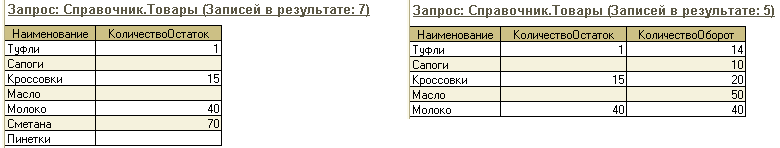 Запрос: Справочник.Товары (Записей в результате: 7)
Наименование КоличествоОстаток
Туфли 1
Сапоги
Кроссовки 15
Масло
Молоко 40
Сметана 70
Пинетки
Запрос: Справочник.Товары (Записей в результате: 5)
Наименование КоличествоОстаток КоличествоОборот
Туфли 1 14
Сапоги 10
Кроссовки 15 20
Масло 50
Молоко 40 40